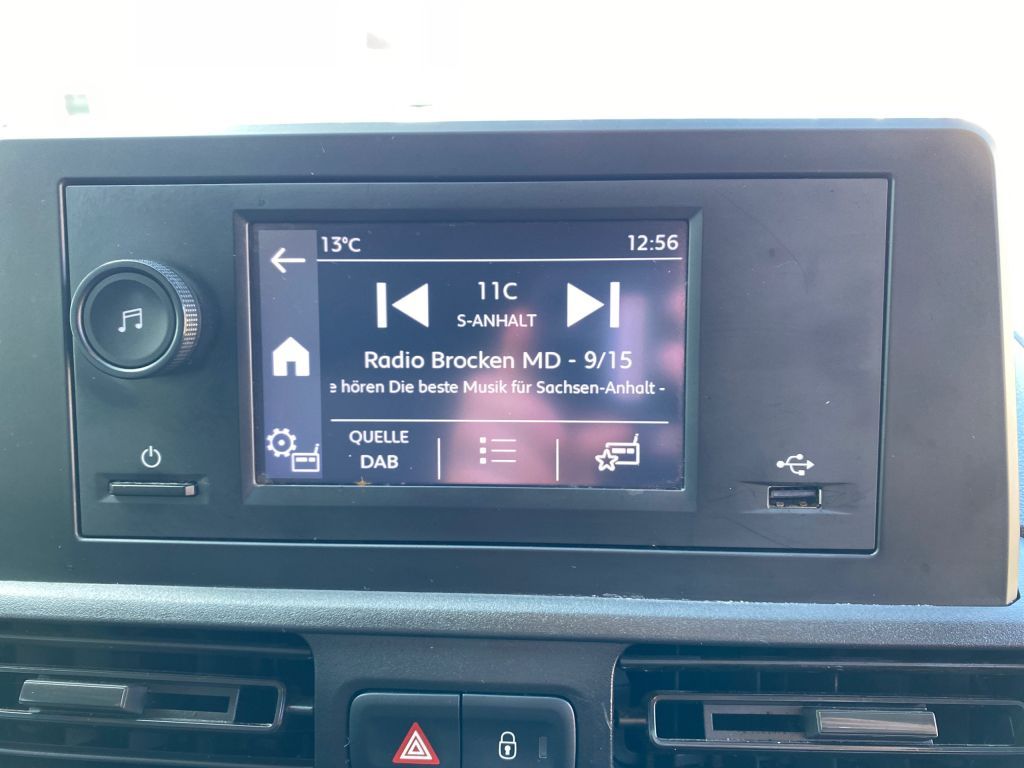 13°C
12:56
11C
S-ANHALT
Radio Brocken MD - 9/15
hören Die beste Musik für Sachsen-Anhalt -
QUELLE
DAB